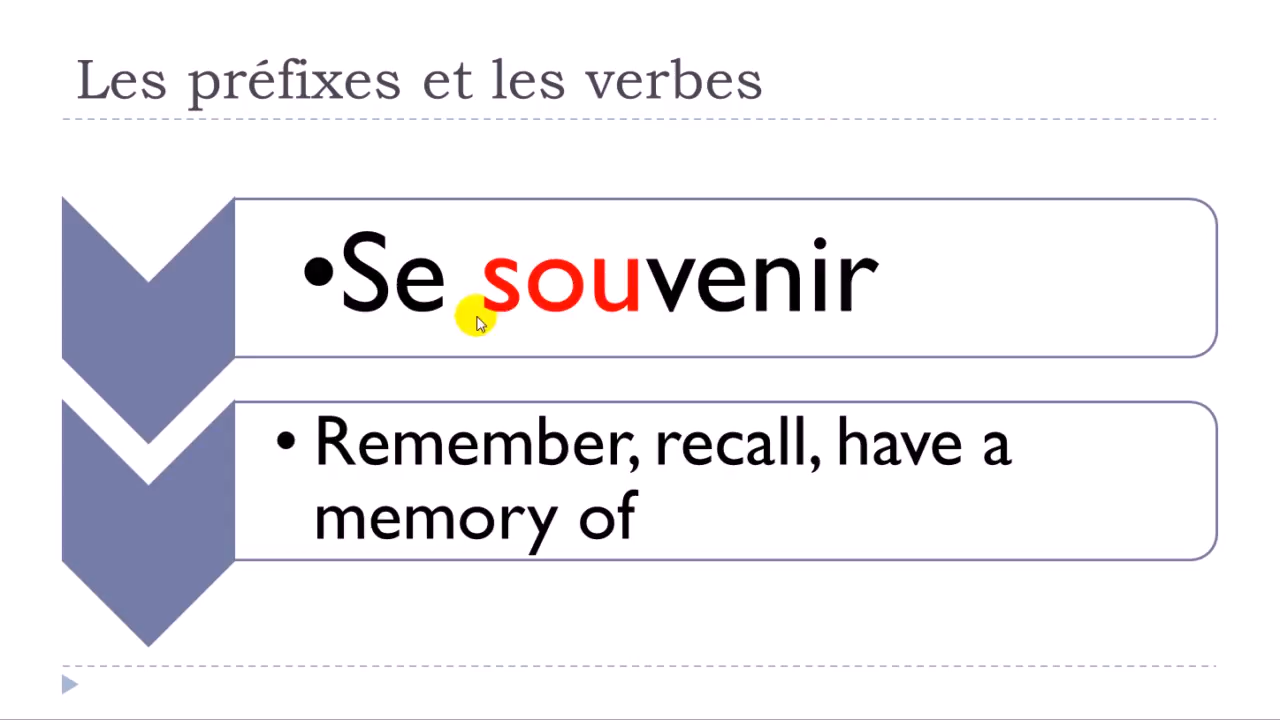 Les préfixes et les verbes
•Se souvenir
• Remember, recall, have a
memory of